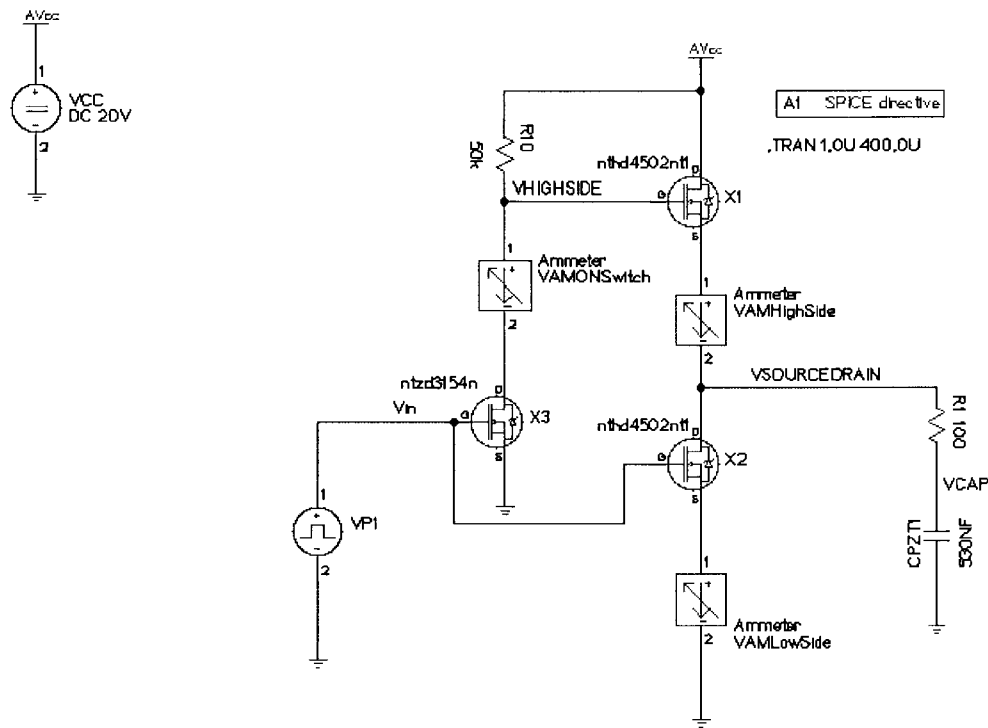 AVcc
1
VCC
DC 20V
2
AVcc
A1 SPICE directive
.TRAN 1.0U 400.0U
R10
50k
nthd4502nt1
D
VHIGHSIDE
G
X1
S
1
Ammeter
VAMONSwitch
2
1
Ammeter
VAMHighSide
2
VSOURCEDRAIN
ntzd3154n
D
Vin
G
X3
S
nthd4502nt1
D
G
X2
S
R1 100
VCAP
1
VP1
2
CPZT1
530NF
1
Ammeter
VAMLowSide
2